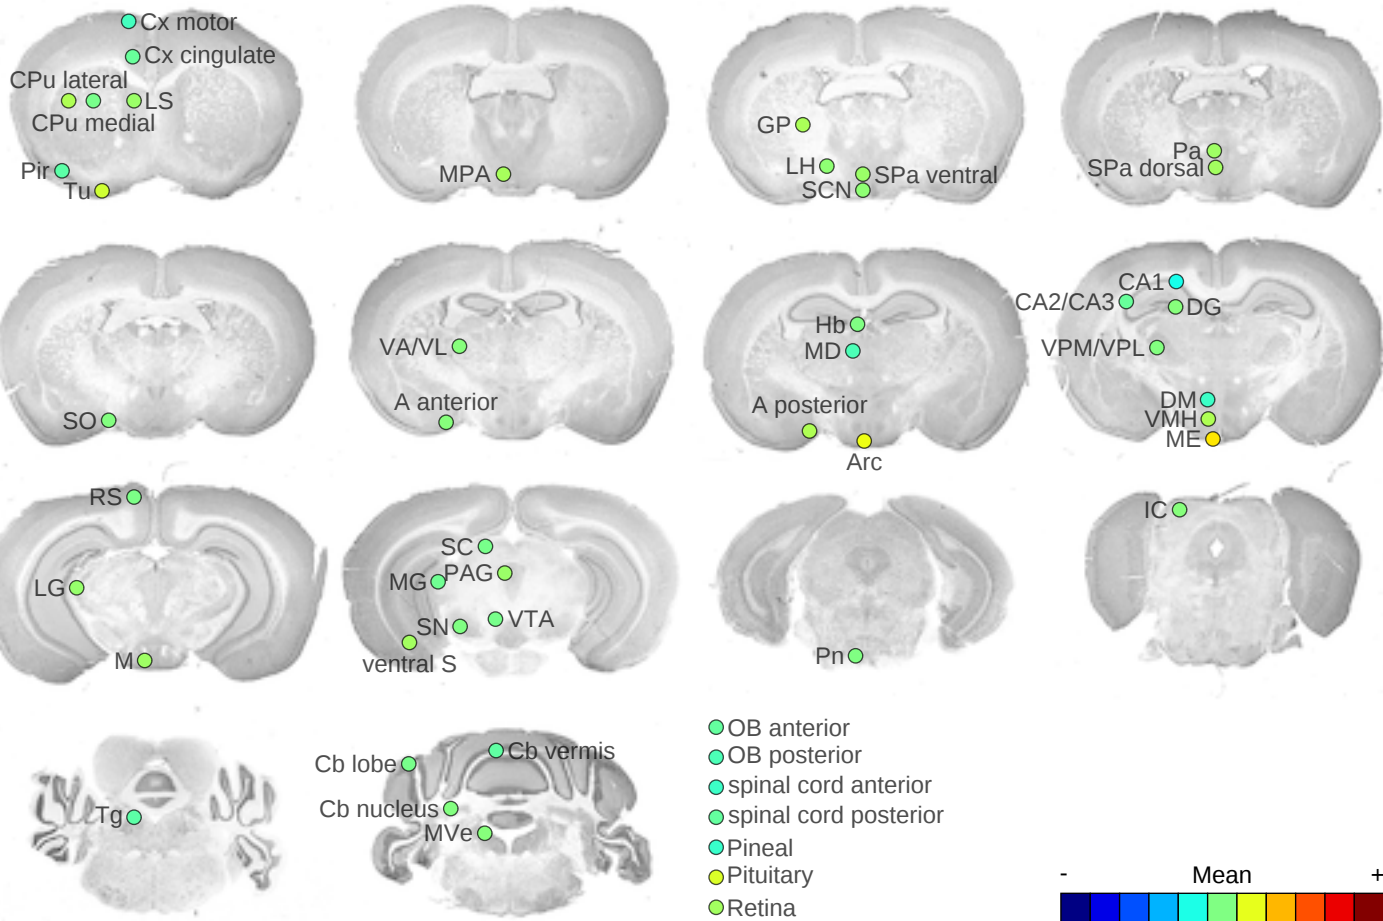 Cx motor
Cx cingulate
CPu lateral
LS
CPu medial
Pir
Tu
MPA
GP
LH
SPa ventral
SCN
Pa
SPa dorsal
SO
VA/VL
A anterior
Hb
MD
A posterior
Arc
CA1
CA2/CA3
DG
VPM/VPL
DM
VMH
ME
RS
LG
M
SC
MG
PAG
SN
VTA
ventral S
Pn
IC
Tg
Cb lobe
Cb vermis
Cb nucleus
MVe
OB anterior
OB posterior
spinal cord anterior
spinal cord posterior
Pineal
Pituitary
Retina
- Mean +